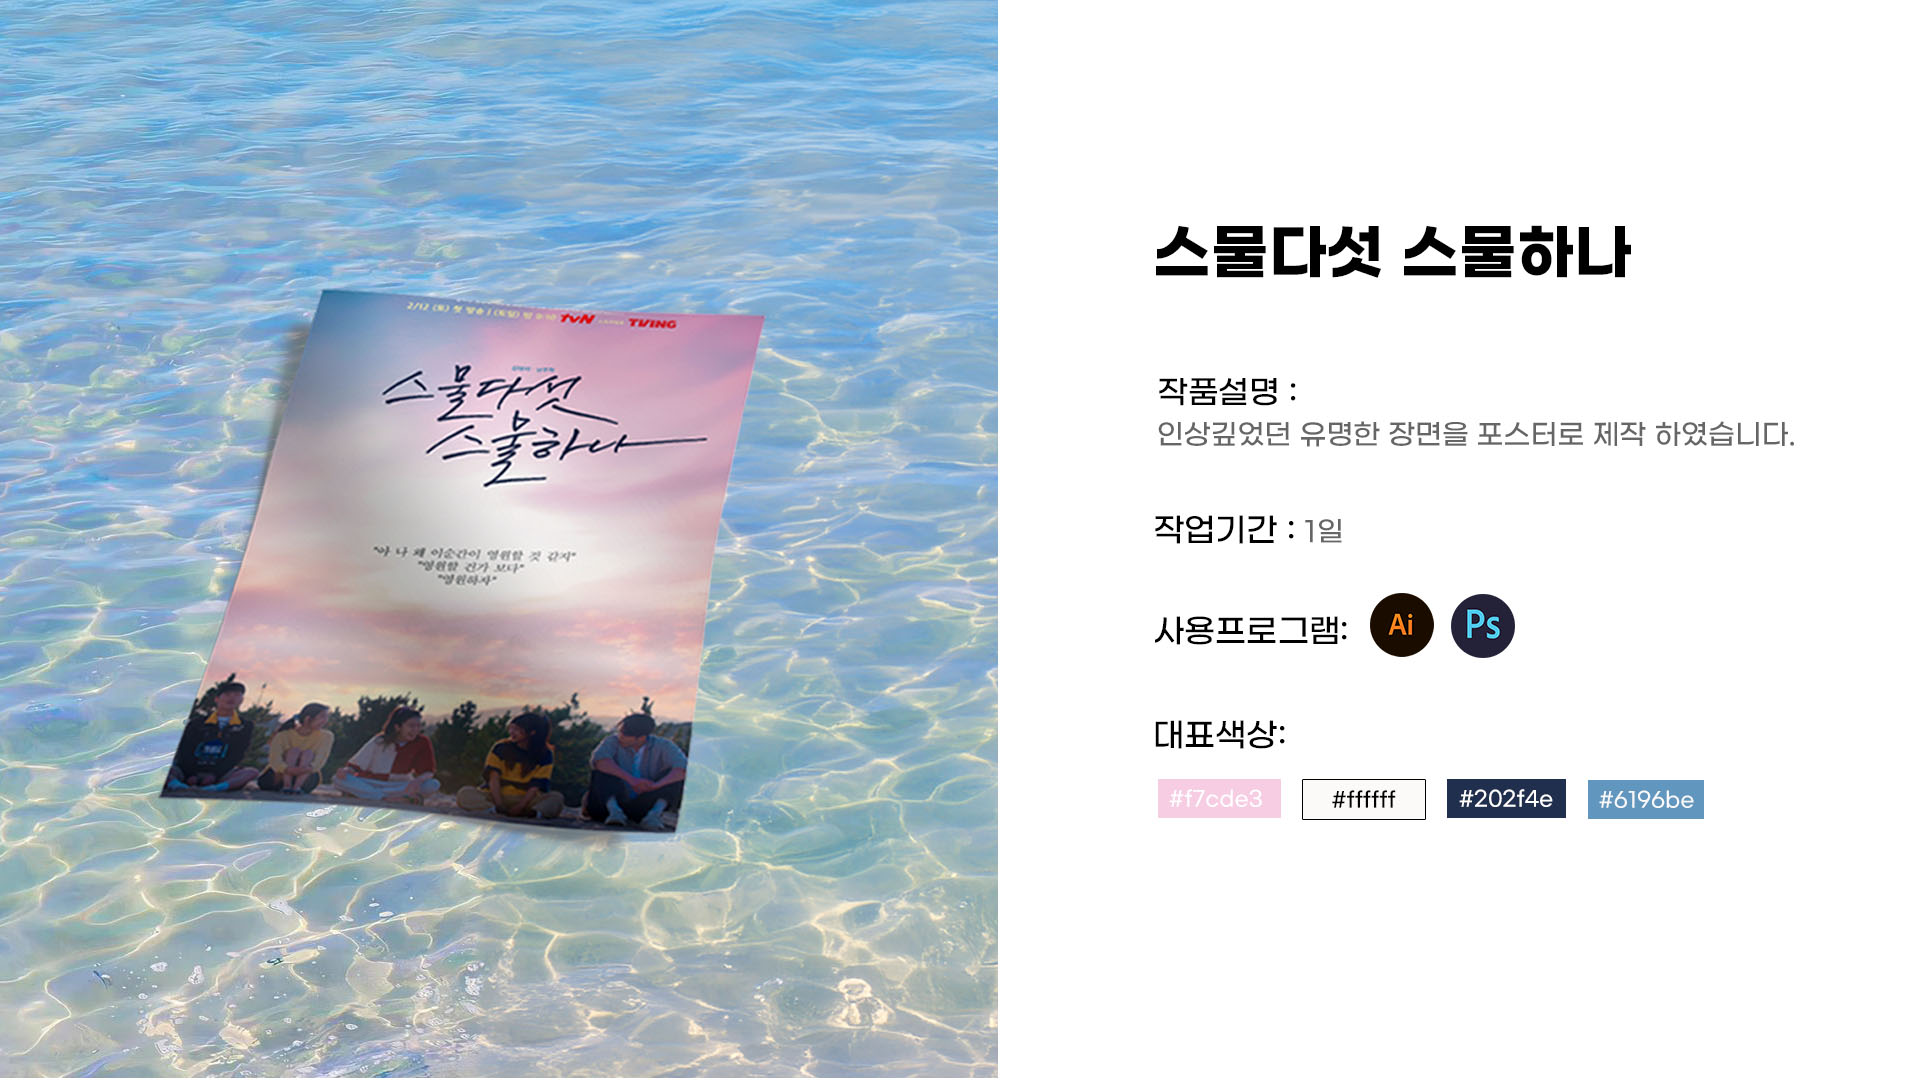 2/12 (토) 첫 방송 | (토일) 밤 9:10 tvN TVING
스물다섯
스물하나
"야 나 왜 이순간이 영원할 것 같지"
"영원할 건가 보다"
"영원하자"
스물다섯 스물하나
작품설명 :
인상깊었던 유명한 장면을 포스터로 제작 하였습니다.
작업기간 : 1일
사용프로그램: Ai Ps
대표색상:
#f7cde3 #ffffff #202f4e #6196be